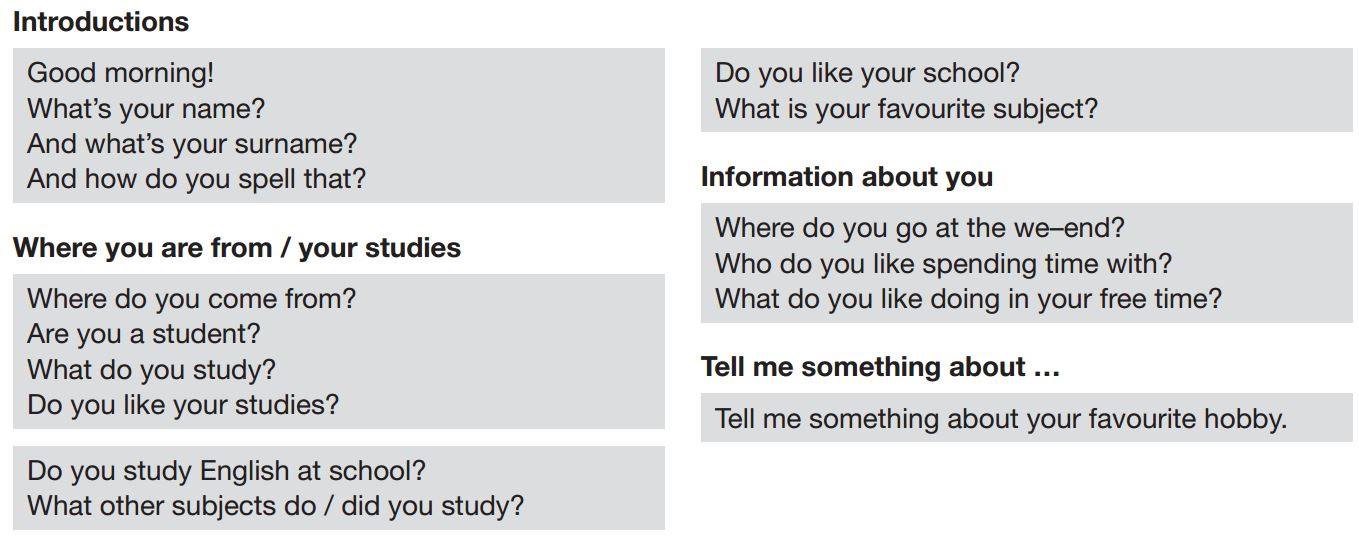 Introductions
Good morning!
What's your name?
And what's your surname?
And how do you spell that?
Where you are from / your studies
Where do you come from?
Are you a student?
What do you study?
Do you like your studies?
Do you study English at school?
What other subjects do / did you study?
Do you like your school?
What is your favourite subject?
Information about you
Where do you go at the we–end?
Who do you like spending time with?
What do you like doing in your free time?
Tell me something about …
Tell me something about your favourite hobby.